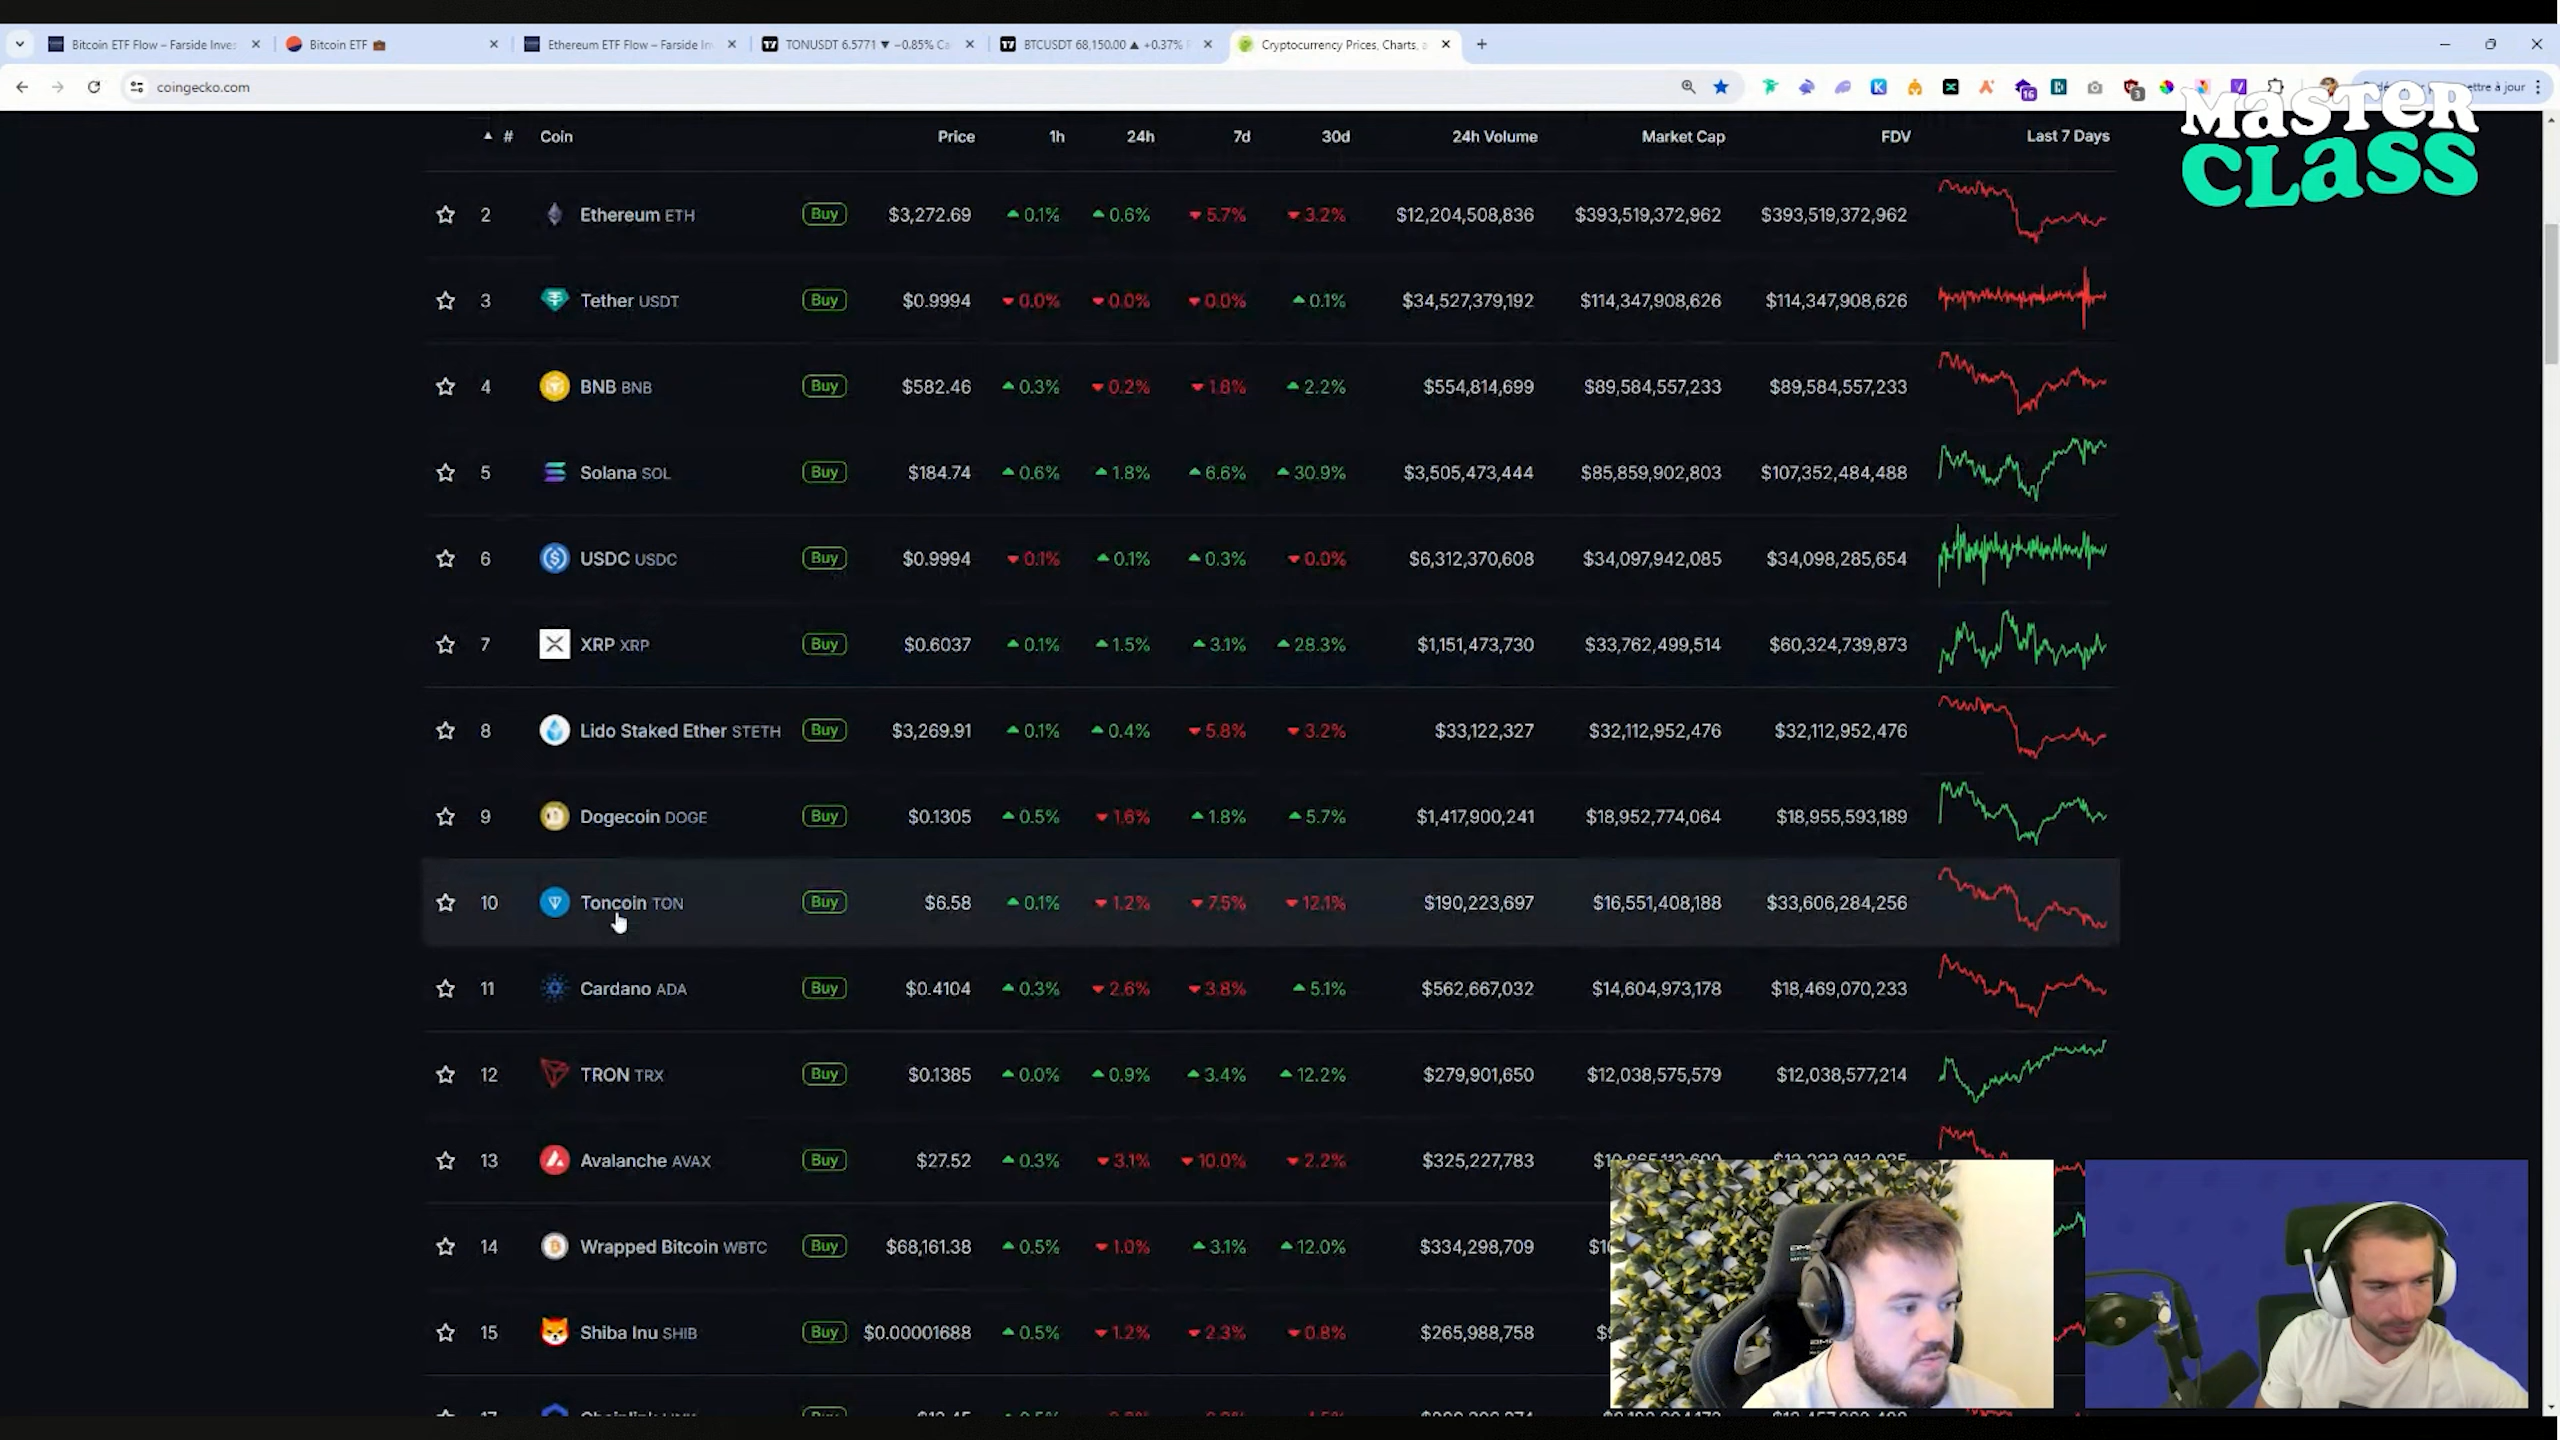 Bitcoin ETF Flow – Farside Inves
Bitcoin ETF
Ethereum ETF Flow – Farside In
TONUSDT 6.5771 ▼ −0.85% Ca
BTCUSDT 68,150.00 ▲ +0.37%
Cryptocurrency Prices, Charts, a
coingecko.com
16
3
ettre à jour
MASTER
CLASS
# Coin Price 1h 24h 7d 30d 24h Volume Market Cap FDV Last 7 Days
2 Ethereum ETH Buy $3,272.69 0.1% 0.6% 5.7% 3.2% $12,204,508,836 $393,519,372,962 $393,519,372,962
3 Tether USDT Buy $0.9994 0.0% 0.0% 0.0% 0.1% $34,527,379,192 $114,347,908,626 $114,347,908,626
4 BNB BNB Buy $582.46 0.3% 0.2% 1.8% 2.2% $554,814,699 $89,584,557,233 $89,584,557,233
5 Solana SOL Buy $184.74 0.6% 1.8% 6.6% 30.9% $3,505,473,444 $85,859,902,803 $107,352,484,488
6 USDC USDC Buy $0.9994 0.1% 0.1% 0.3% 0.0% $6,312,370,608 $34,097,942,085 $34,098,285,654
7 XRP XRP Buy $0.6037 0.1% 1.5% 3.1% 28.3% $1,151,473,730 $33,762,499,514 $60,324,739,873
8 Lido Staked Ether STETH Buy $3,269.91 0.1% 0.4% 5.8% 3.2% $33,122,327 $32,112,952,476 $32,112,952,476
9 Dogecoin DOGE Buy $0.1305 0.5% 1.6% 1.8% 5.7% $1,417,900,241 $18,952,774,064 $18,955,593,189
10 Toncoin TON Buy $6.58 0.1% 1.2% 7.5% 12.1% $190,223,697 $16,551,408,188 $33,606,284,256
11 Cardano ADA Buy $0.4104 0.3% 2.6% 3.8% 5.1% $562,667,032 $14,604,973,178 $18,469,070,233
12 TRON TRX Buy $0.1385 0.0% 0.9% 3.4% 12.2% $279,901,650 $12,038,575,579 $12,038,577,214
13 Avalanche AVAX Buy $27.52 0.3% 3.1% 10.0% 2.2% $325,227,783
14 Wrapped Bitcoin WBTC Buy $68,161.38 0.5% 1.0% 3.1% 12.0% $334,298,709
15 Shiba Inu SHIB Buy $0.00001688 0.5% 1.2% 2.3% 0.8% $265,988,758